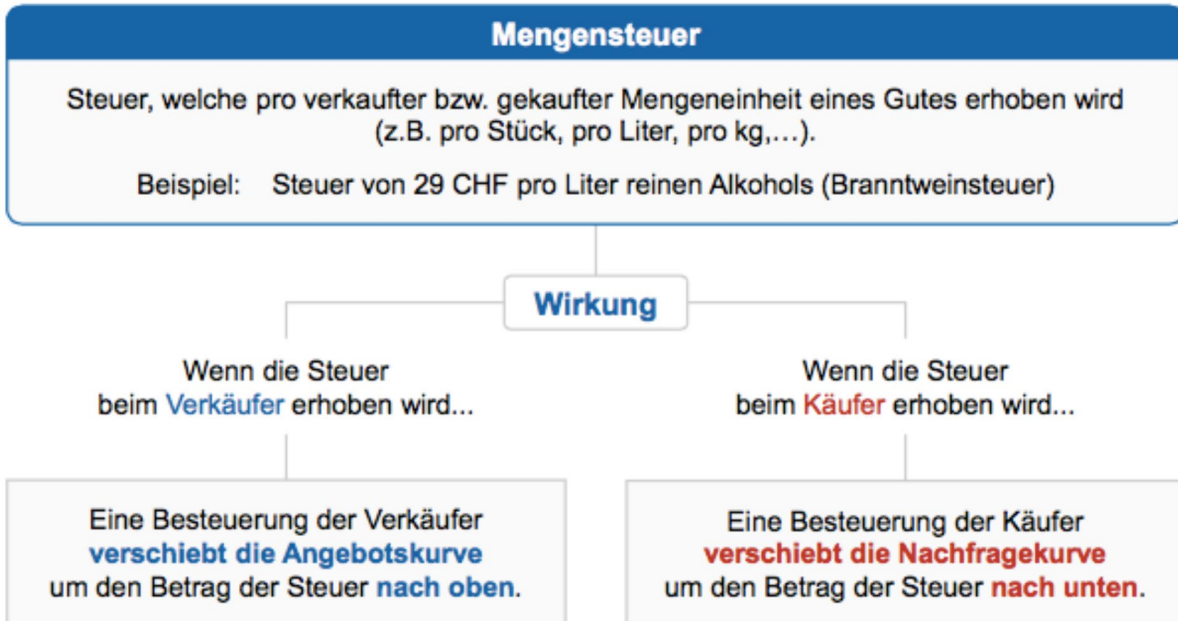 Mengensteuer
Steuer, welche pro verkaufter bzw. gekaufter Mengeneinheit eines Gutes erhoben wird
(z.B. pro Stück, pro Liter, pro kg,...).
Beispiel: Steuer von 29 CHF pro Liter reinen Alkohols (Branntweinsteuer)
Wirkung
Wenn die Steuer
beim Verkäufer erhoben wird...
Wenn die Steuer
beim Käufer erhoben wird...
Eine Besteuerung der Verkäufer
verschiebt die Angebotskurve
um den Betrag der Steuer nach oben.
Eine Besteuerung der Käufer
verschiebt die Nachfragekurve
um den Betrag der Steuer nach unten.